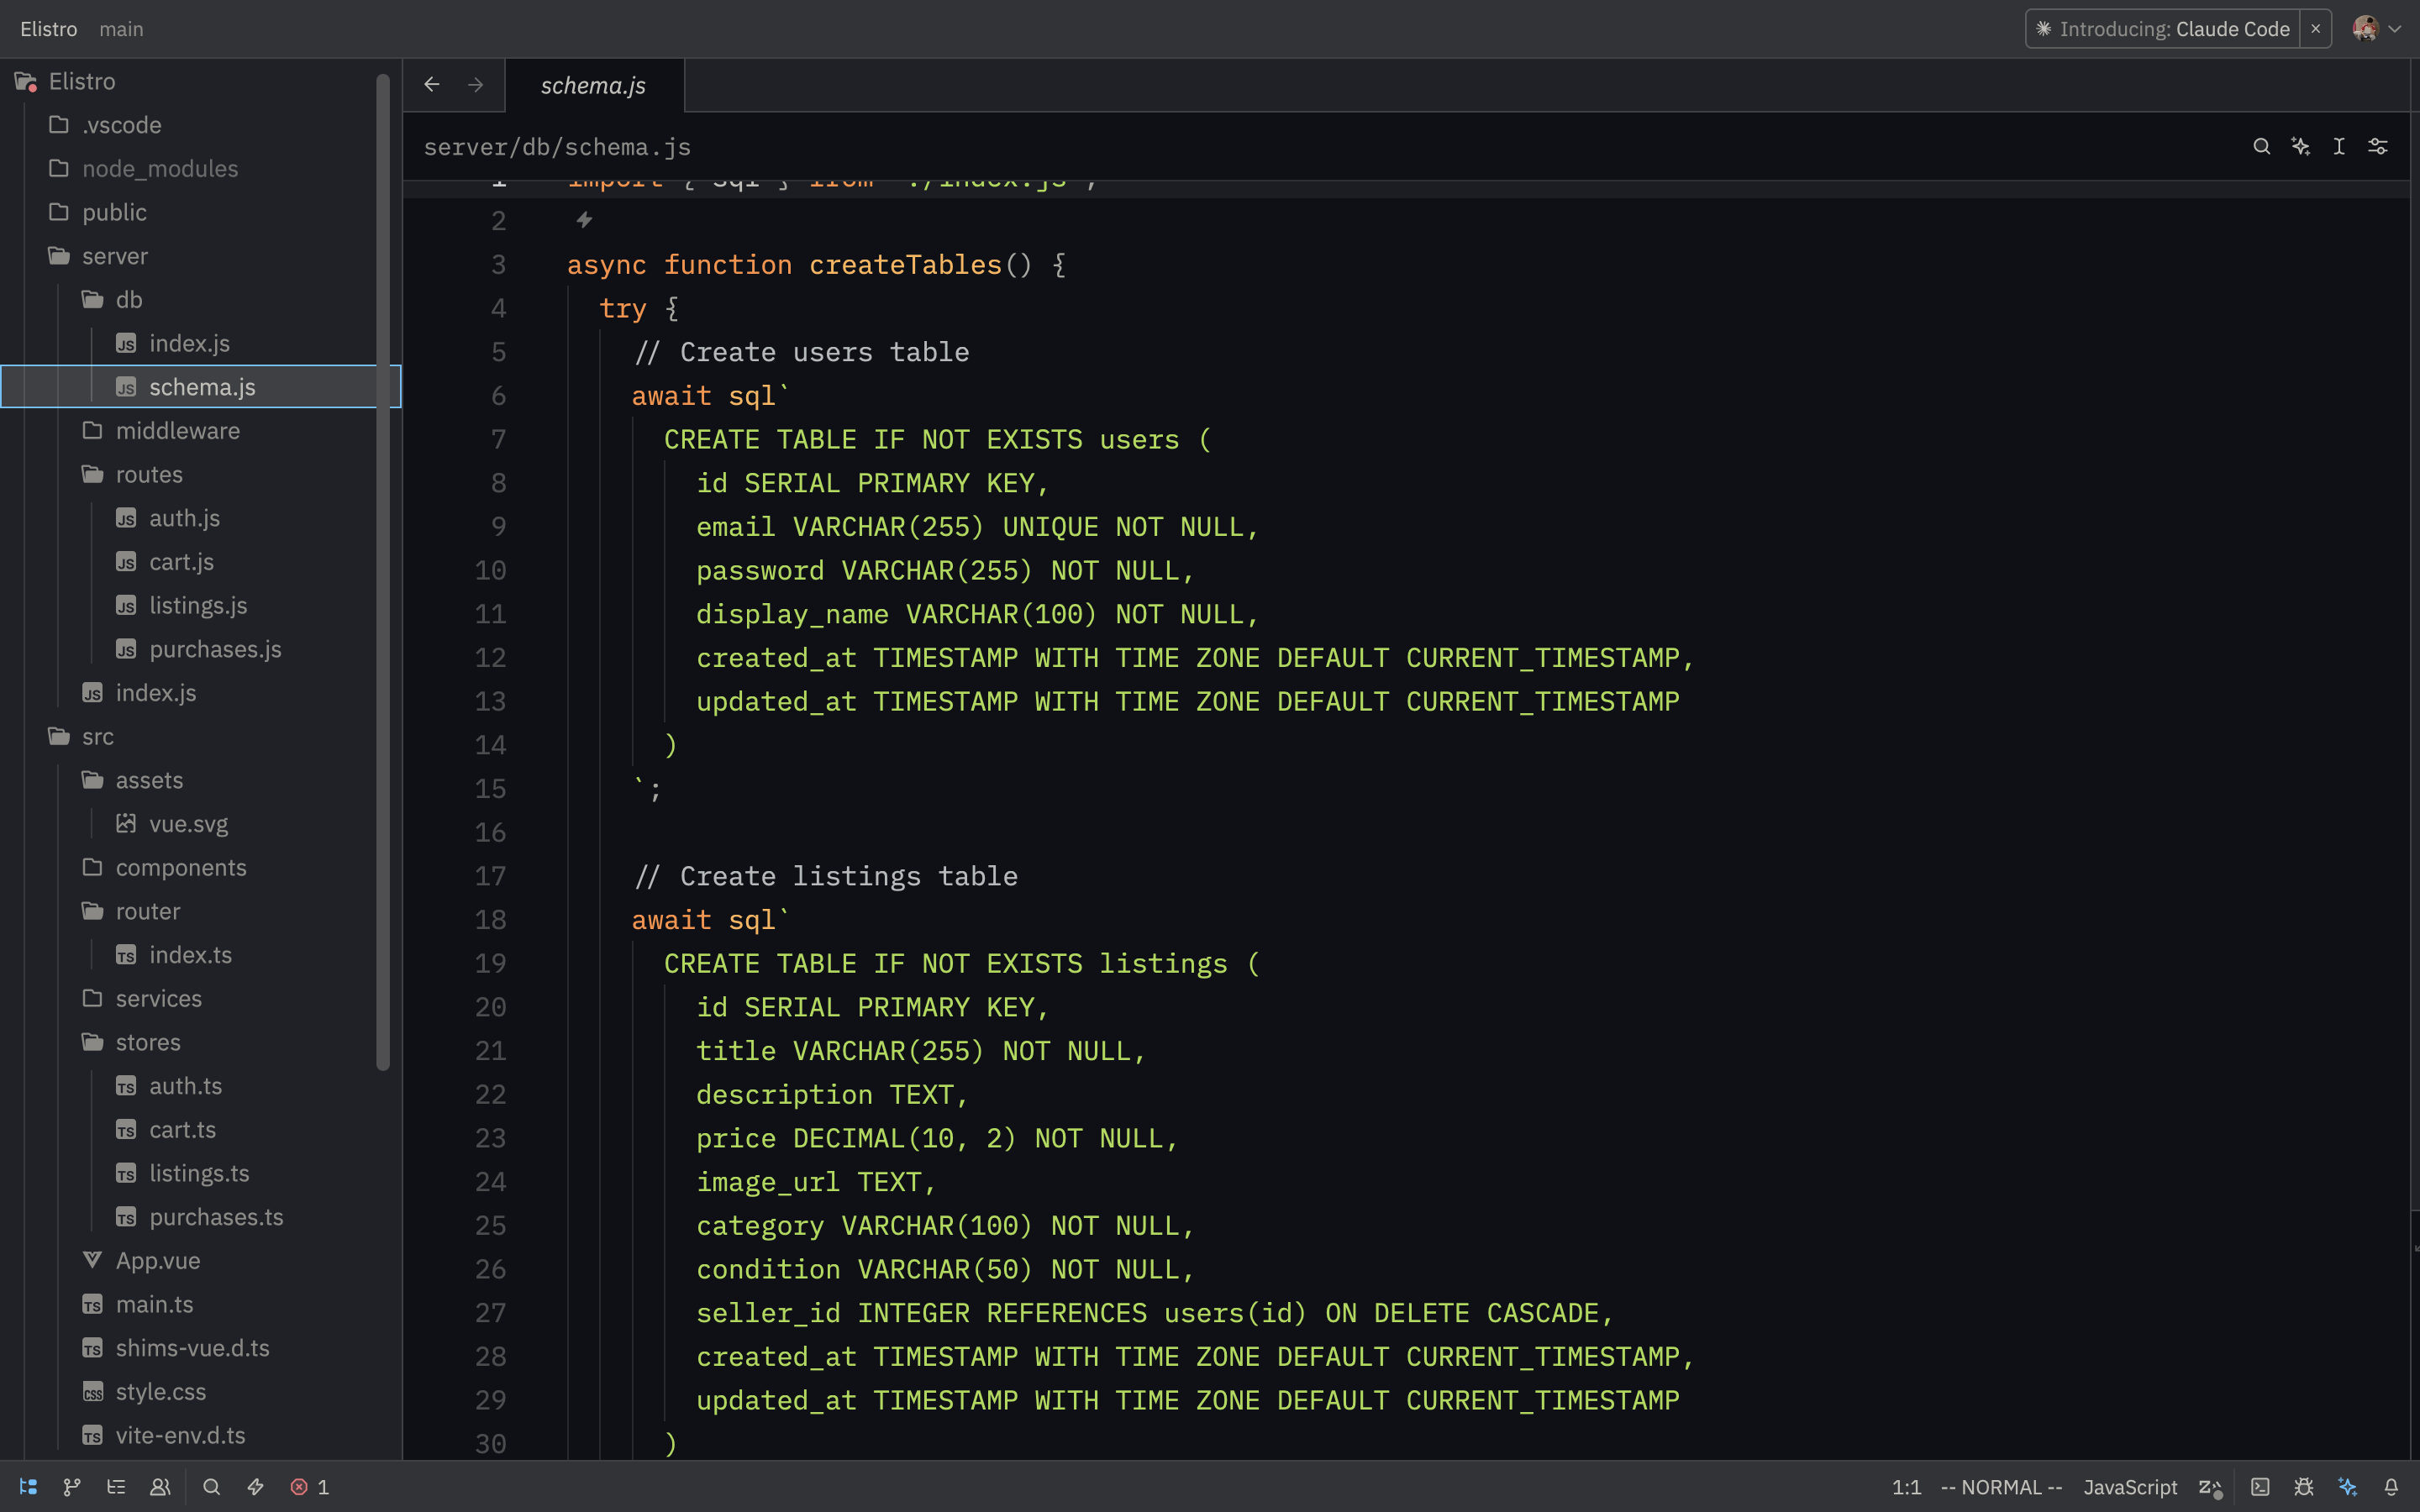 Elistro main
Introducing: Claude Code
Elistro
.vscode
node_modules
public
server
db
index.js
schema.js
middleware
routes
auth.js
cart.js
listings.js
purchases.js
index.js
src
assets
vue.svg
components
router
index.ts
services
stores
auth.ts
cart.ts
listings.ts
purchases.ts
App.vue
main.ts
shims-vue.d.ts
style.css
vite-env.d.ts
schema.js
server/db/schema.js
1 import { sql } from './index.js';
2
3 async function createTables() {
4 try {
5 // Create users table
6 await sql`
7 CREATE TABLE IF NOT EXISTS users (
8 id SERIAL PRIMARY KEY,
9 email VARCHAR(255) UNIQUE NOT NULL,
10 password VARCHAR(255) NOT NULL,
11 display_name VARCHAR(100) NOT NULL,
12 created_at TIMESTAMP WITH TIME ZONE DEFAULT CURRENT_TIMESTAMP,
13 updated_at TIMESTAMP WITH TIME ZONE DEFAULT CURRENT_TIMESTAMP
14 )
15 `;
16
17 // Create listings table
18 await sql`
19 CREATE TABLE IF NOT EXISTS listings (
20 id SERIAL PRIMARY KEY,
21 title VARCHAR(255) NOT NULL,
22 description TEXT,
23 price DECIMAL(10, 2) NOT NULL,
24 image_url TEXT,
25 category VARCHAR(100) NOT NULL,
26 condition VARCHAR(50) NOT NULL,
27 seller_id INTEGER REFERENCES users(id) ON DELETE CASCADE,
28 created_at TIMESTAMP WITH TIME ZONE DEFAULT CURRENT_TIMESTAMP,
29 updated_at TIMESTAMP WITH TIME ZONE DEFAULT CURRENT_TIMESTAMP
30 )
1
1:1 -- NORMAL -- JavaScript